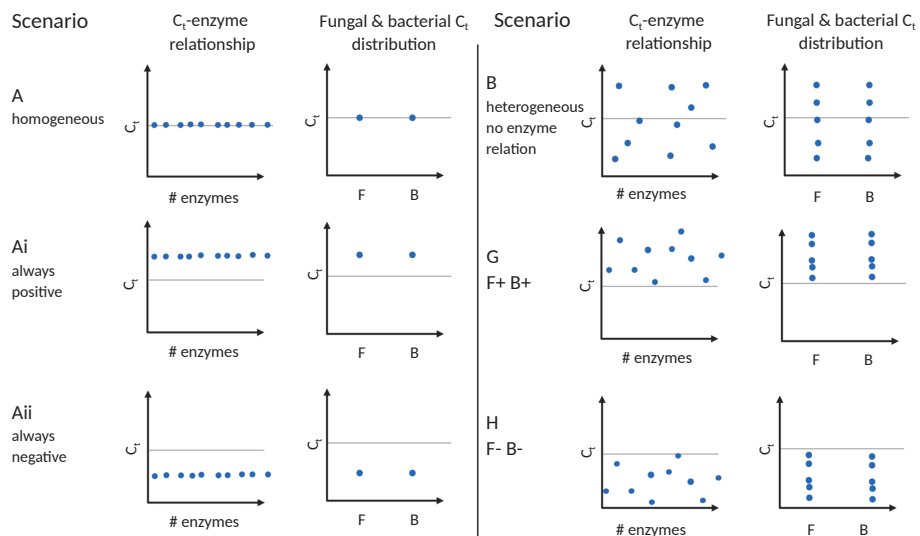 Scenario
Ct-enzyme
relationship
Fungal & bacterial Ct
distribution
A
homogeneous
Ct
# enzymes
Ct
F B
Ai
always
positive
Ct
# enzymes
Ct
F B
Aii
always
negative
Ct
# enzymes
Ct
F B
Scenario
Ct-enzyme
relationship
Fungal & bacterial Ct
distribution
B
heterogeneous
no enzyme
relation
Ct
# enzymes
Ct
F B
G
F+ B+
Ct
# enzymes
Ct
F B
H
F- B-
Ct
# enzymes
Ct
F B